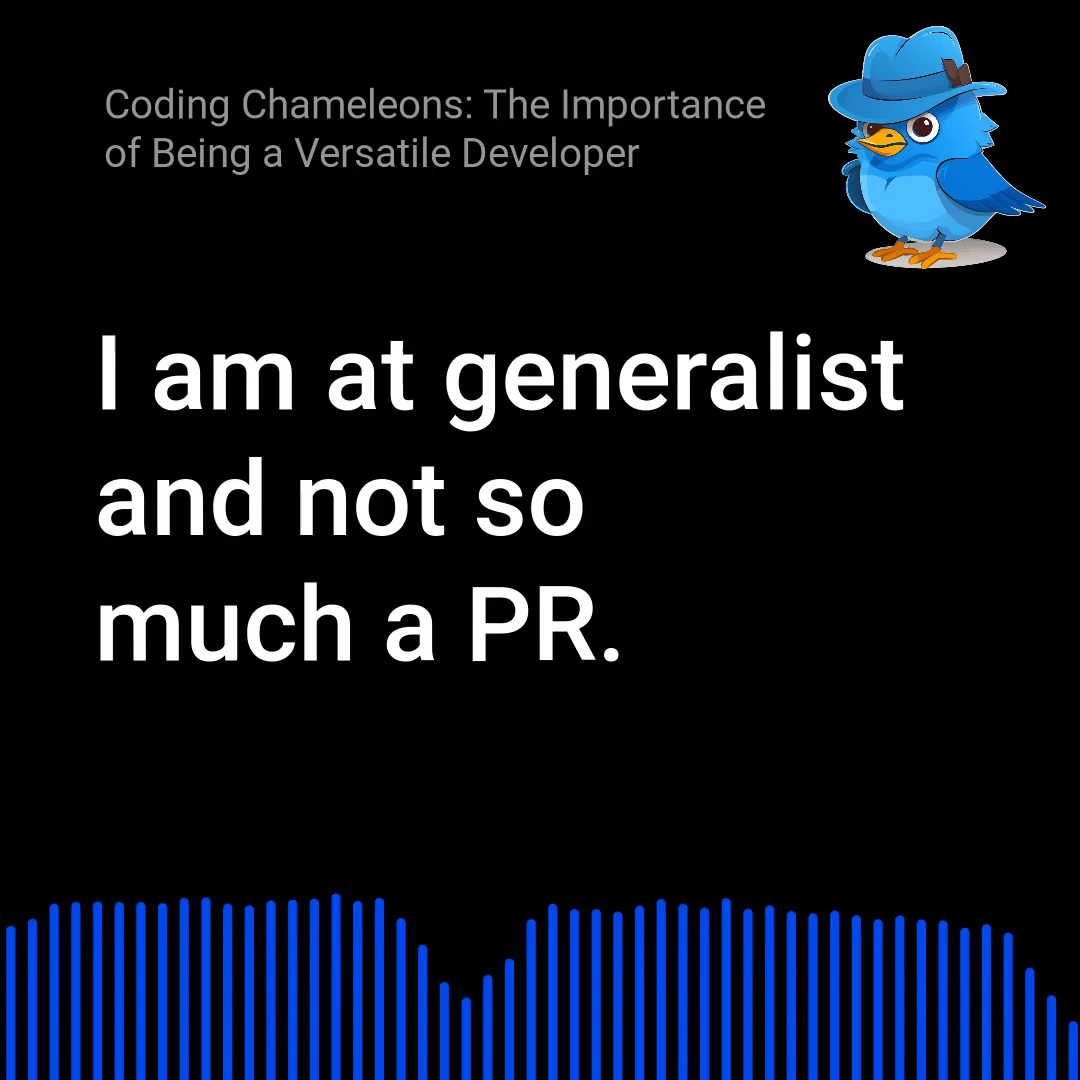 Coding Chameleons: The Importance
of Being a Versatile Developer
I am at generalist
and not so
much a PR.